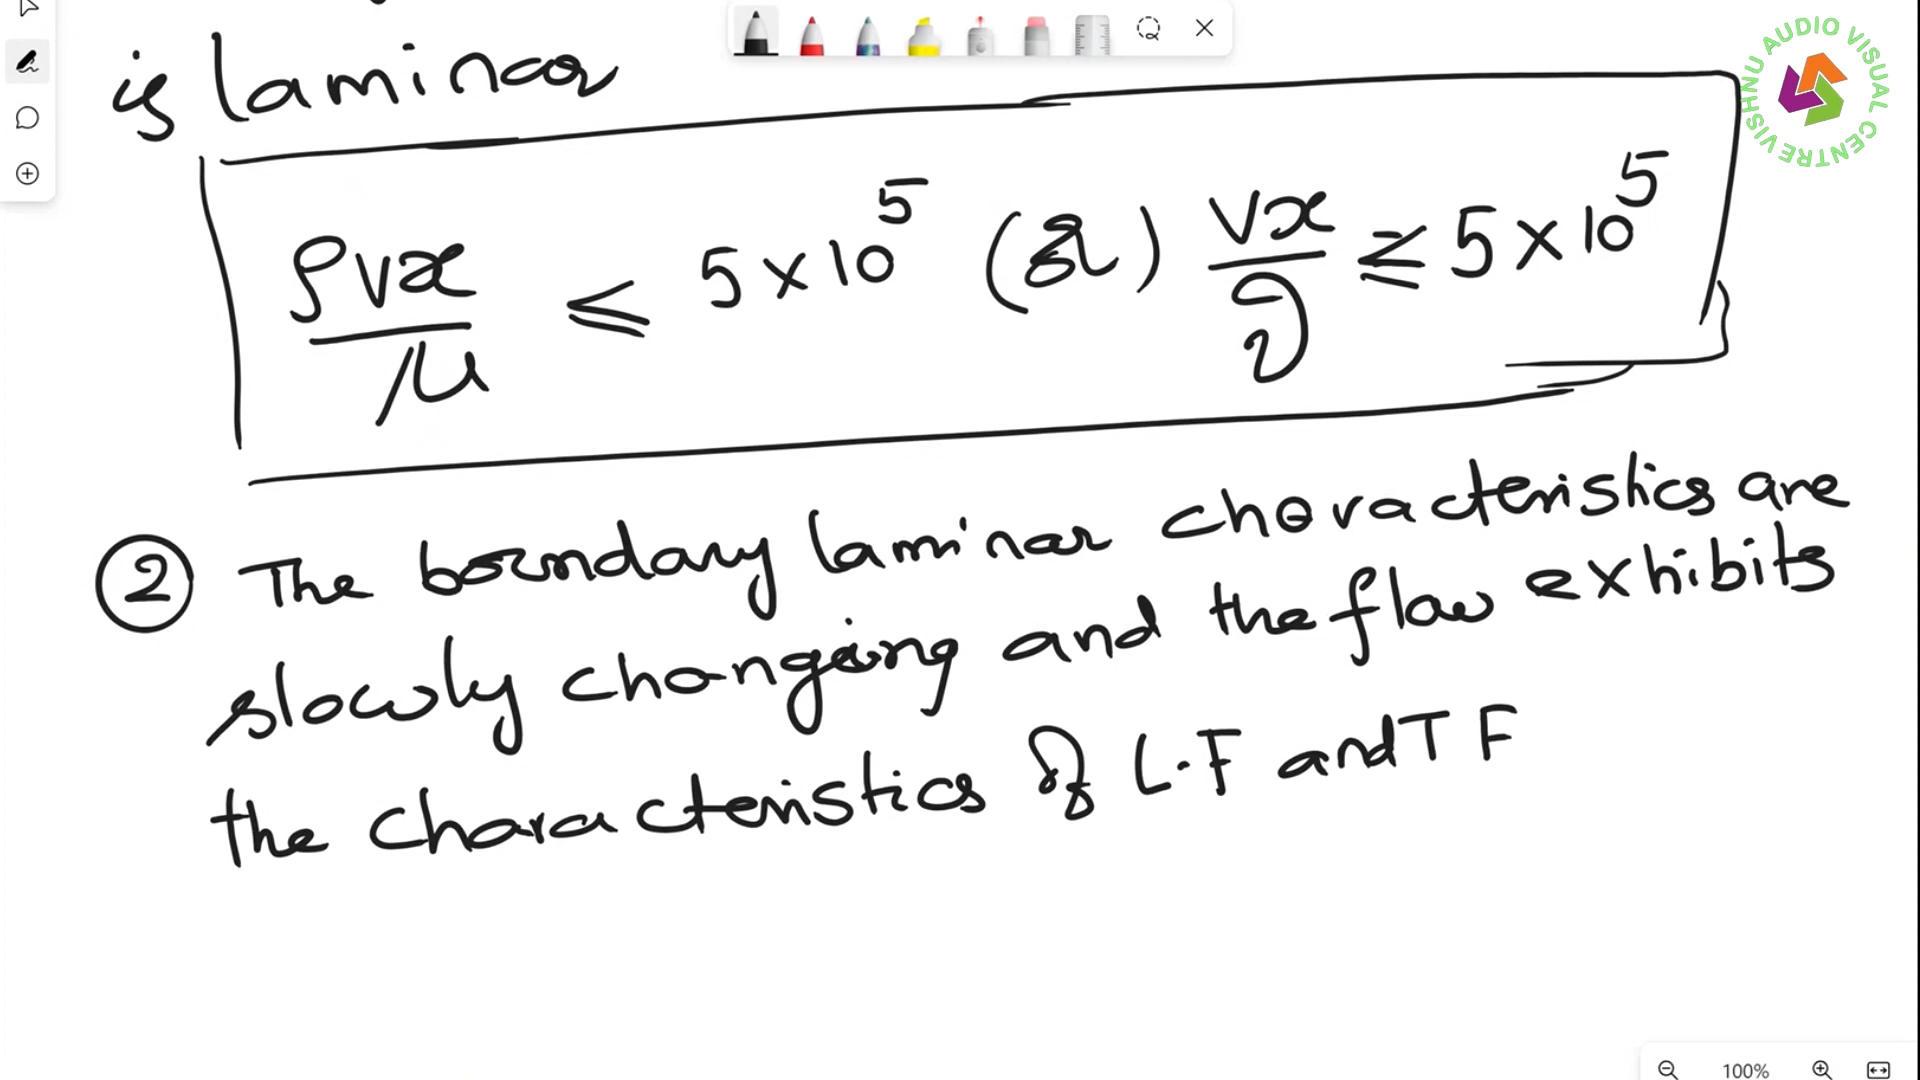 is laminar
ρVx/μ ≤ 5×10⁵ (or) Vx/ν ≤ 5×10⁵
② The boundary laminar characteristics are
slowly changing and the flow exhibits
the characteristics of L.F and T F
VISHNU AUDIO VISUAL CENTRE
100%